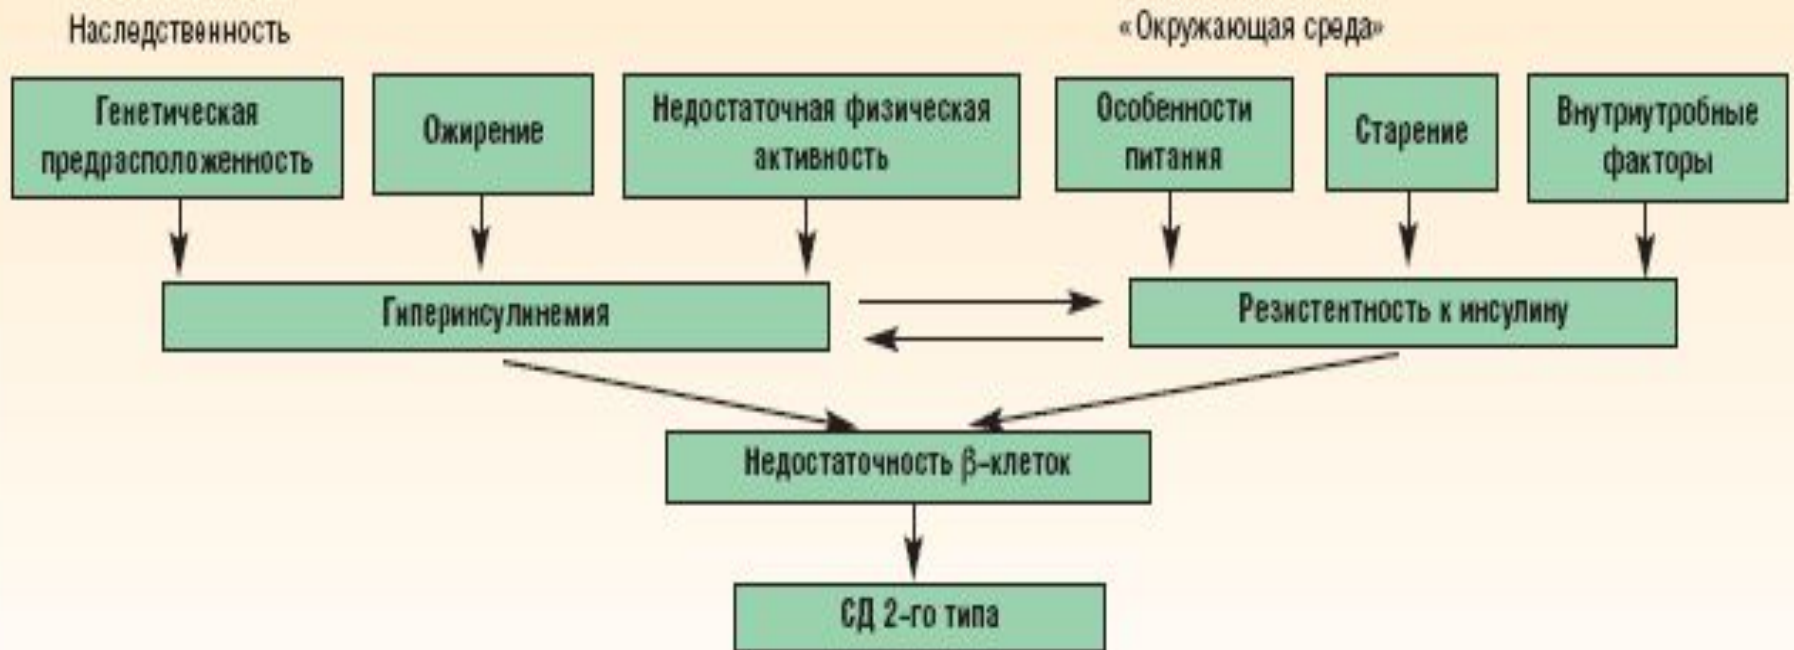 Наследственность
«Окружающая среда»
Генетическая
предрасположенность
Ожирение
Недостаточная физическая
активность
Особенности
питания
Старение
Внутриутробные
факторы
Гиперинсулинемия
Резистентность к инсулину
Недостаточность β-клеток
СД 2-го типа